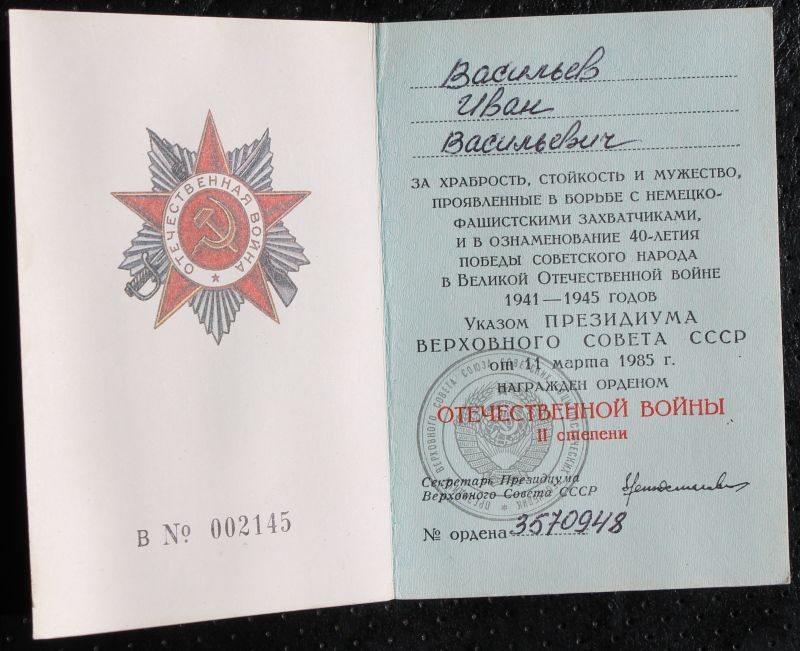 ОТЕЧЕСТВЕННАЯ ВОЙНА
В № 002145
Васильев
Иван
Васильевич
ЗА ХРАБРОСТЬ, СТОЙКОСТЬ И МУЖЕСТВО,
ПРОЯВЛЕННЫЕ В БОРЬБЕ С НЕМЕЦКО-
ФАШИСТСКИМИ ЗАХВАТЧИКАМИ,
И В ОЗНАМЕНОВАНИЕ 40-ЛЕТИЯ
ПОБЕДЫ СОВЕТСКОГО НАРОДА
В ВЕЛИКОЙ ОТЕЧЕСТВЕННОЙ ВОЙНЕ
1941—1945 ГОДОВ
УКАЗОМ ПРЕЗИДИУМА
ВЕРХОВНОГО СОВЕТА СССР
от 11 марта 1985 г.
НАГРАЖДЕН ОРДЕНОМ
ОТЕЧЕСТВЕННОЙ ВОЙНЫ
II степени
Секретарь Президиума
Верховного Совета СССР
№ ордена 3570948